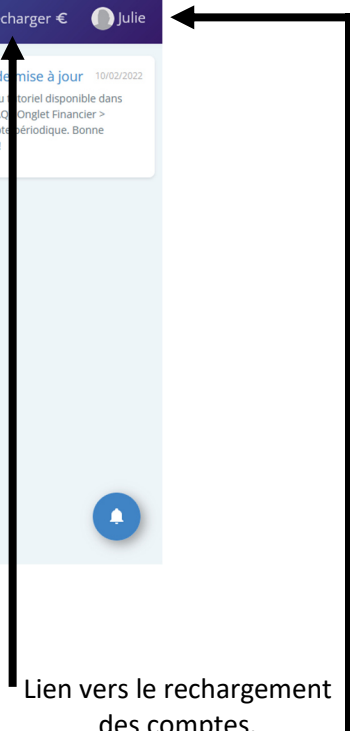 charger € Julie
de mise à jour 10/02/2022
disponible dans
Onglet Financier >
périodique. Bonne
Lien vers le rechargement
des comptes.